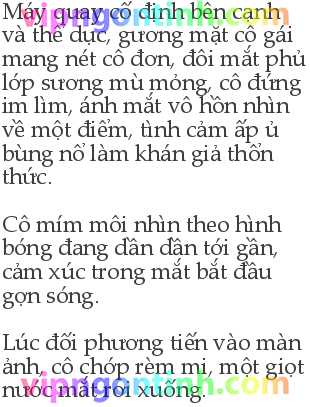 Máy quay cố định bên cạnh
và thể dục, gương mặt cô gái
mang nét cô đơn, đôi mắt phủ
lớp sương mù mỏng, cô đứng
im lìm, ánh mắt vô hồn nhìn
về một điểm, tình cảm ấp ủ
bùng nổ làm khán giả thổn
thức.
Cô mím môi nhìn theo hình
bóng đang dần dần tới gần,
cảm xúc trong mắt bắt đầu
gợn sóng.
Lúc đối phương tiến vào màn
ảnh, cô chớp rèm mi, một giọt
nước mắt rơi xuống.
vipngontinh.com